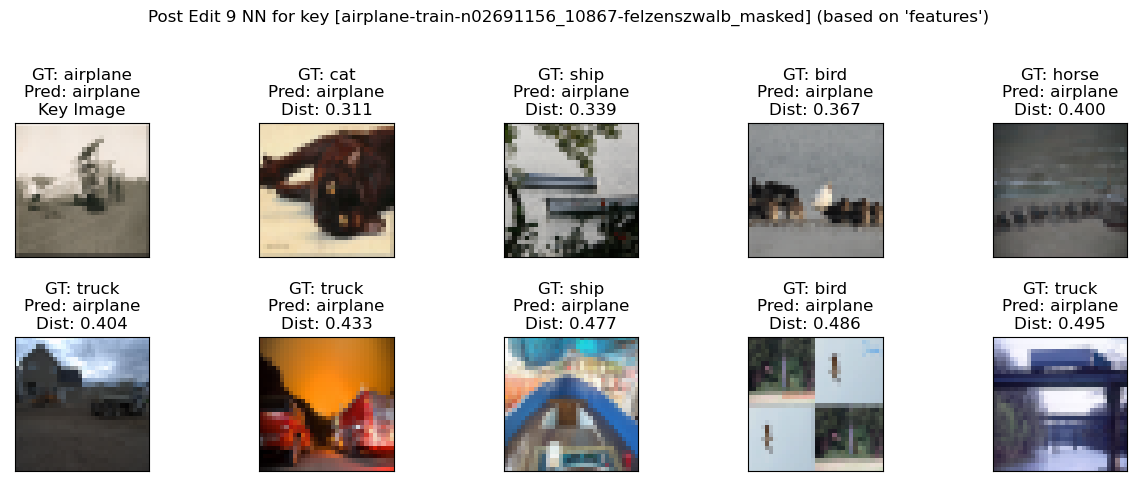 Post Edit 9 NN for key [airplane-train-n02691156_10867-felzenszwalb_masked] (based on 'features')
GT: airplane
Pred: airplane
Key Image
GT: cat
Pred: airplane
Dist: 0.311
GT: ship
Pred: airplane
Dist: 0.339
GT: bird
Pred: airplane
Dist: 0.367
GT: horse
Pred: airplane
Dist: 0.400
GT: truck
Pred: airplane
Dist: 0.404
GT: truck
Pred: airplane
Dist: 0.433
GT: ship
Pred: airplane
Dist: 0.477
GT: bird
Pred: airplane
Dist: 0.486
GT: truck
Pred: airplane
Dist: 0.495